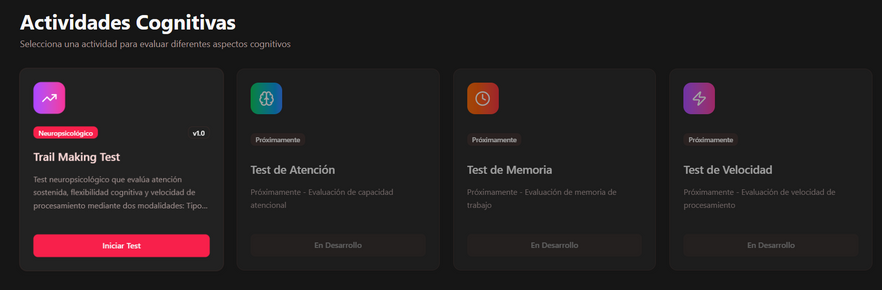 Actividades Cognitivas
Selecciona una actividad para evaluar diferentes aspectos cognitivos
Neuropsicológico
v1.0
Trail Making Test
Test neuropsicológico que evalúa atención
sostenida, flexibilidad cognitiva y velocidad de
procesamiento mediante dos modalidades: Tipo...
Iniciar Test
Próximamente
Test de Atención
Próximamente - Evaluación de capacidad
atencional
En Desarrollo
Próximamente
Test de Memoria
Próximamente - Evaluación de memoria de
trabajo
En Desarrollo
Próximamente
Test de Velocidad
Próximamente - Evaluación de velocidad de
procesamiento
En Desarrollo